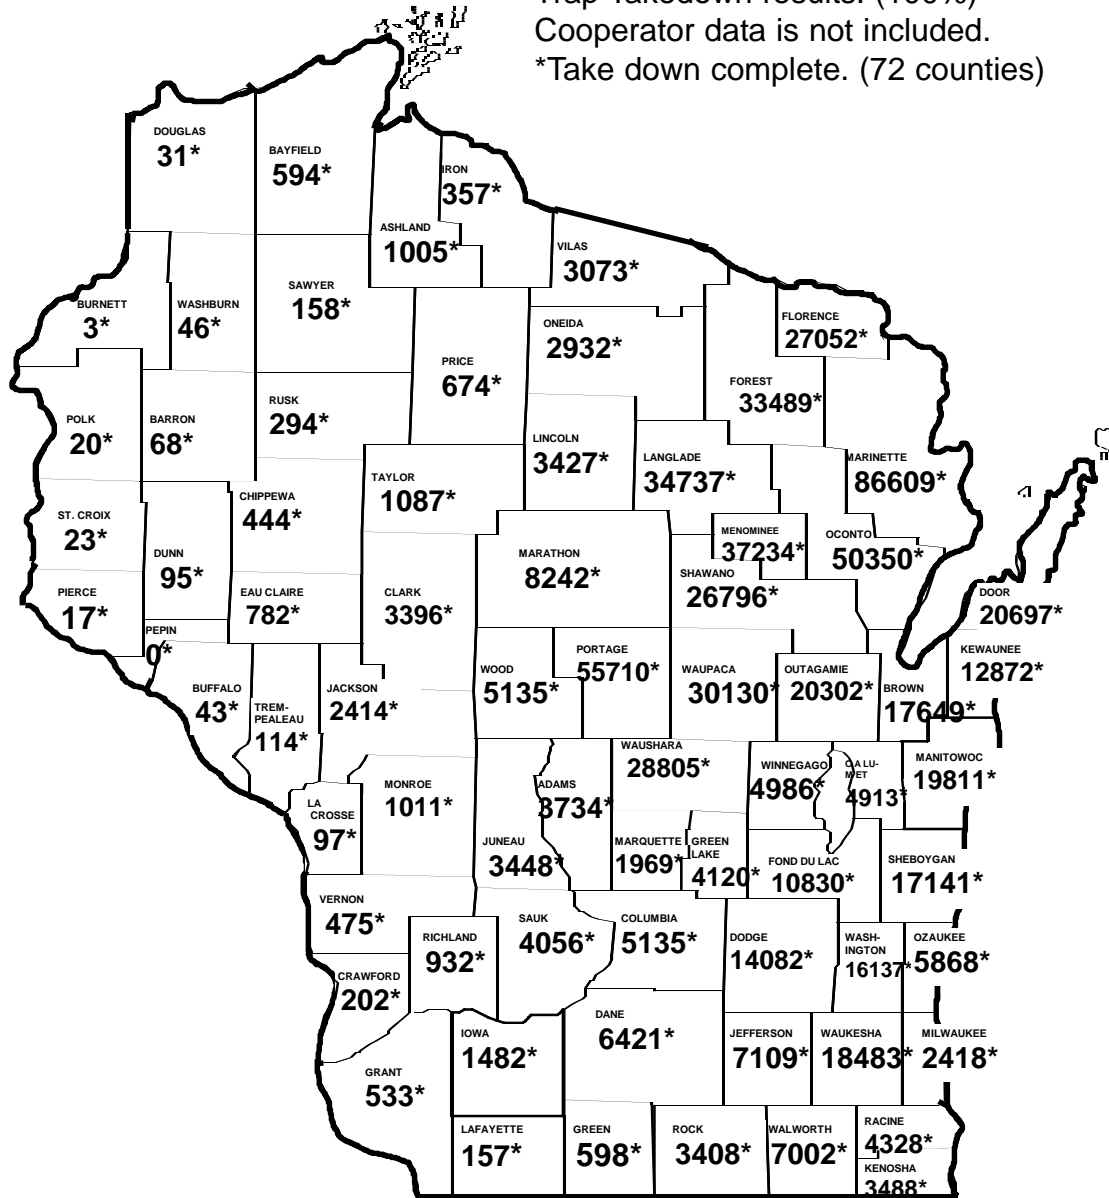 Trap Takedown results. (100%)
Cooperator data is not included.
*Take down complete. (72 counties)
DOUGLAS
31*
BAYFIELD
594*
IRON
357*
ASHLAND
1005*
VILAS
3073*
BURNETT
3*
WASHBURN
46*
SAWYER
158*
FLORENCE
27052*
ONEIDA
2932*
PRICE
674*
FOREST
33489*
POLK
20*
BARRON
68*
RUSK
294*
LINCOLN
3427*
LANGLADE
34737*
MARINETTE
86609*
TAYLOR
1087*
CHIPPEWA
444*
ST. CROIX
23*
DUNN
95*
MARATHON
8242*
MENOMINEE
37234*
OCONTO
50350*
SHAWANO
26796*
PIERCE
17*
EAU CLAIRE
782*
CLARK
3396*
DOOR
20697*
PEPIN
0*
WOOD
5135*
PORTAGE
55710*
WAUPACA
30130*
OUTAGAMIE
20302*
KEWAUNEE
12872*
BROWN
17649*
BUFFALO
43*
TREM-
PEALEAU
114*
JACKSON
2414*
WAUSHARA
28805*
WINNEGAGO
4986*
CALU-
MET
4913*
MANITOWOC
19811*
LA
CROSSE
97*
MONROE
1011*
ADAMS
3734*
JUNEAU
3448*
MARQUETTE
1969*
GREEN
LAKE
4120*
FOND DU LAC
10830*
SHEBOYGAN
17141*
VERNON
475*
RICHLAND
932*
SAUK
4056*
COLUMBIA
5135*
DODGE
14082*
WASH-
INGTON
16137*
OZAUKEE
5868*
CRAWFORD
202*
IOWA
1482*
DANE
6421*
JEFFERSON
7109*
WAUKESHA
18483*
MILWAUKEE
2418*
GRANT
533*
LAFAYETTE
157*
GREEN
598*
ROCK
3408*
WALWORTH
7002*
RACINE
4328*
KENOSHA
3488*